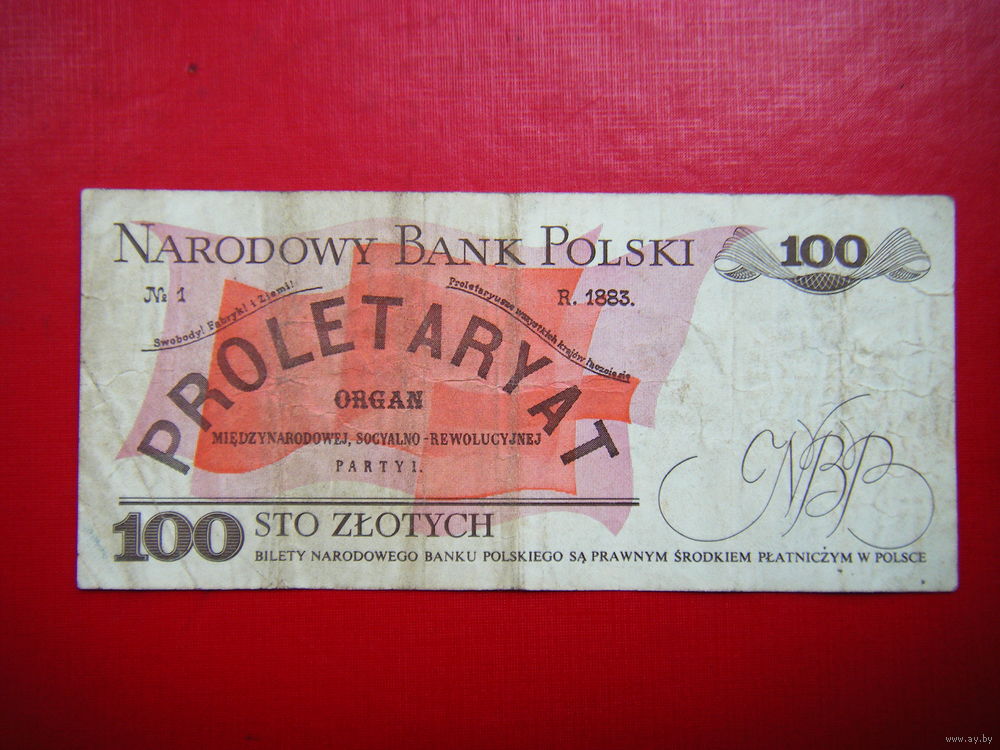 NARODOWY BANK POLSKI
100
№ 1
R. 1883.
Swobody! Fabryk! i Ziemi!
Proletaryusze wszystkich krajów łączcie się
PROLETARYAT
ORGAN
MIĘDZYNARODOWEJ, SOCYALNO-REWOLUCYJNEJ
PARTYI.
NBP
100 STO ZŁOTYCH
BILETY NARODOWEGO BANKU POLSKIEGO SĄ PRAWNYM ŚRODKIEM PŁATNICZYM W POLSCE
www.ay.by